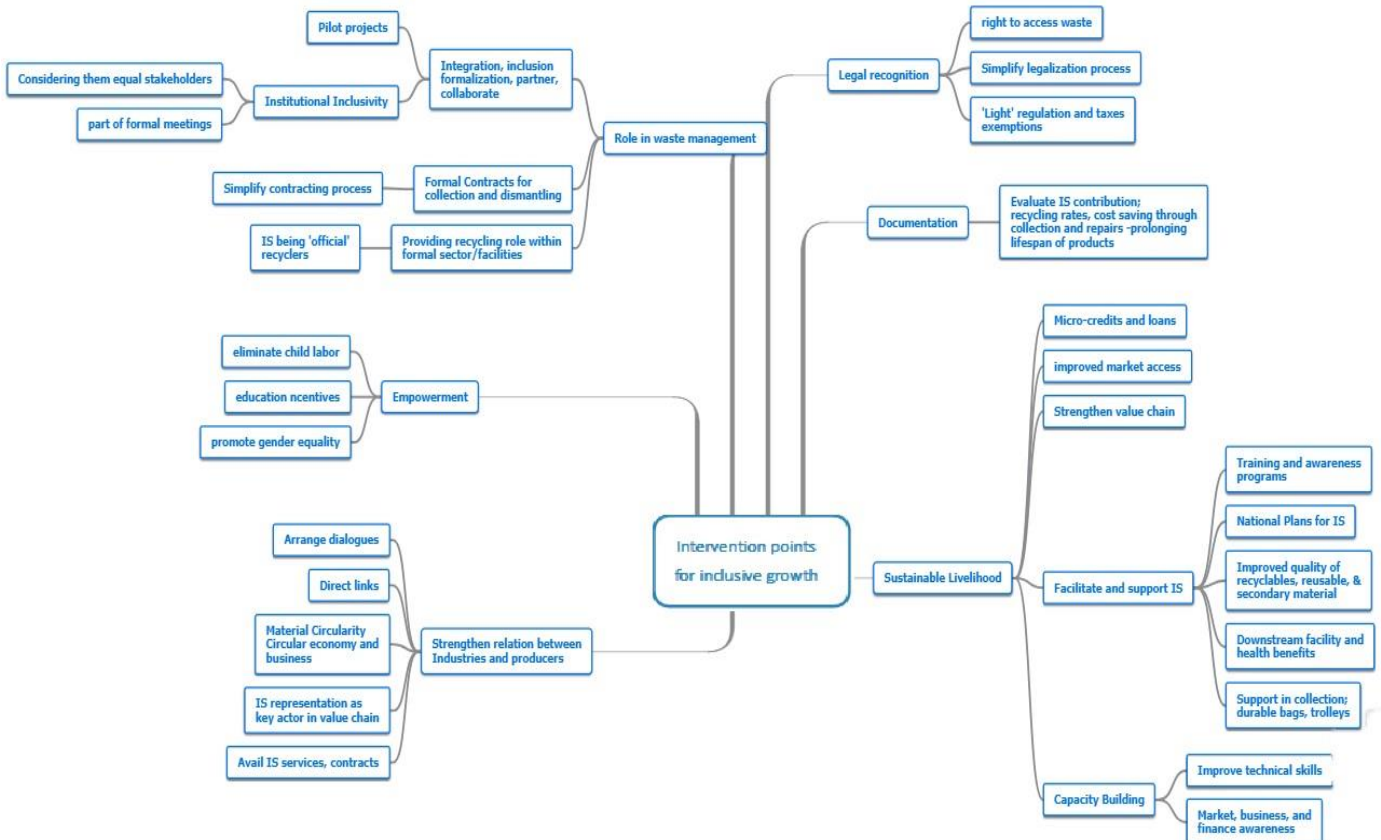 Pilot projects
Integration, inclusion
formalization, partner,
collaborate
Considering them equal stakeholders
Institutional Inclusivity
part of formal meetings
Role in waste management
Simplify contracting process
Formal Contracts for
collection and dismantling
IS being 'official'
recyclers
Providing recycling role within
formal sector/facilities
eliminate child labor
education ncentives
Empowerment
promote gender equality
Arrange dialogues
Direct links
Material Circularity
Circular economy and
business
Strengthen relation between
Industries and producers
IS representation as
key actor in value chain
Avail IS services, contracts
Intervention points
for inclusive growth
Legal recognition
right to access waste
Simplify legalization process
'Light' regulation and taxes
exemptions
Documentation
Evaluate IS contribution;
recycling rates, cost saving through
collection and repairs -prolonging
lifespan of products
Sustainable Livelihood
Micro-credits and loans
improved market access
Strengthen value chain
Facilitate and support IS
Training and awareness
programs
National Plans for IS
Improved quality of
recyclables, reusable, &
secondary material
Downstream facility and
health benefits
Support in collection;
durable bags, trolleys
Capacity Building
Improve technical skills
Market, business, and
finance awareness